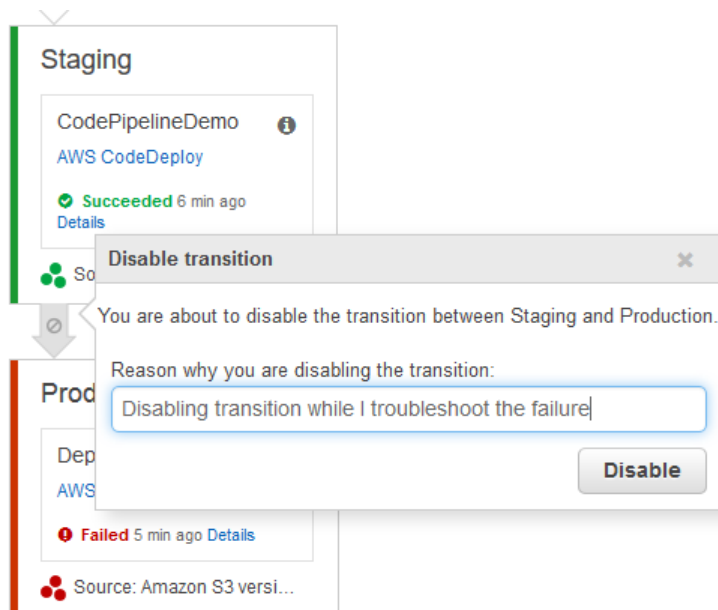 Staging
CodePipelineDemo
AWS CodeDeploy
Succeeded 6 min ago
Details
So
Disable transition
You are about to disable the transition between Staging and Production.
Reason why you are disabling the transition:
Disabling transition while I troubleshoot the failure
Disable
Prod
Dep
AWS
Failed 5 min ago Details
Source: Amazon S3 versi...